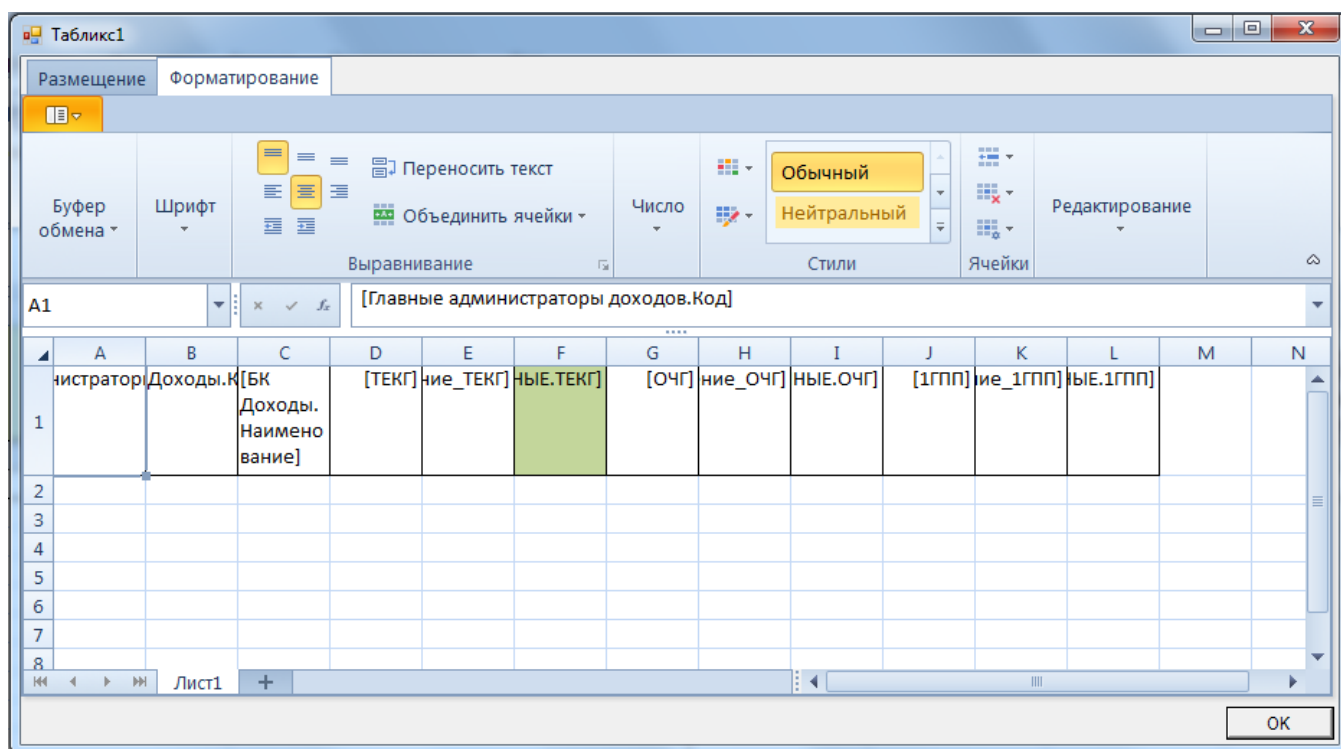 Табликс1
Размещение Форматирование
Переносить текст
Объединить ячейки
Буфер обмена
Шрифт
Выравнивание
Число
Обычный
Нейтральный
Стили
Ячейки
Редактирование
A1 fx [Главные администраторы доходов.Код]
A B C D E F G H I J K L M N
1 нистратор Доходы.К [БК [ТЕКГ] ние_ТЕКГ] НЫЕ.ТЕКГ] [ОЧГ] ние_ОЧГ] НЫЕ.ОЧГ] [1ГПП] ие_1ГПП] НЫЕ.1ГПП]
Доходы.
Наимено
вание]
2
3
4
5
6
7
8
Лист1
OK